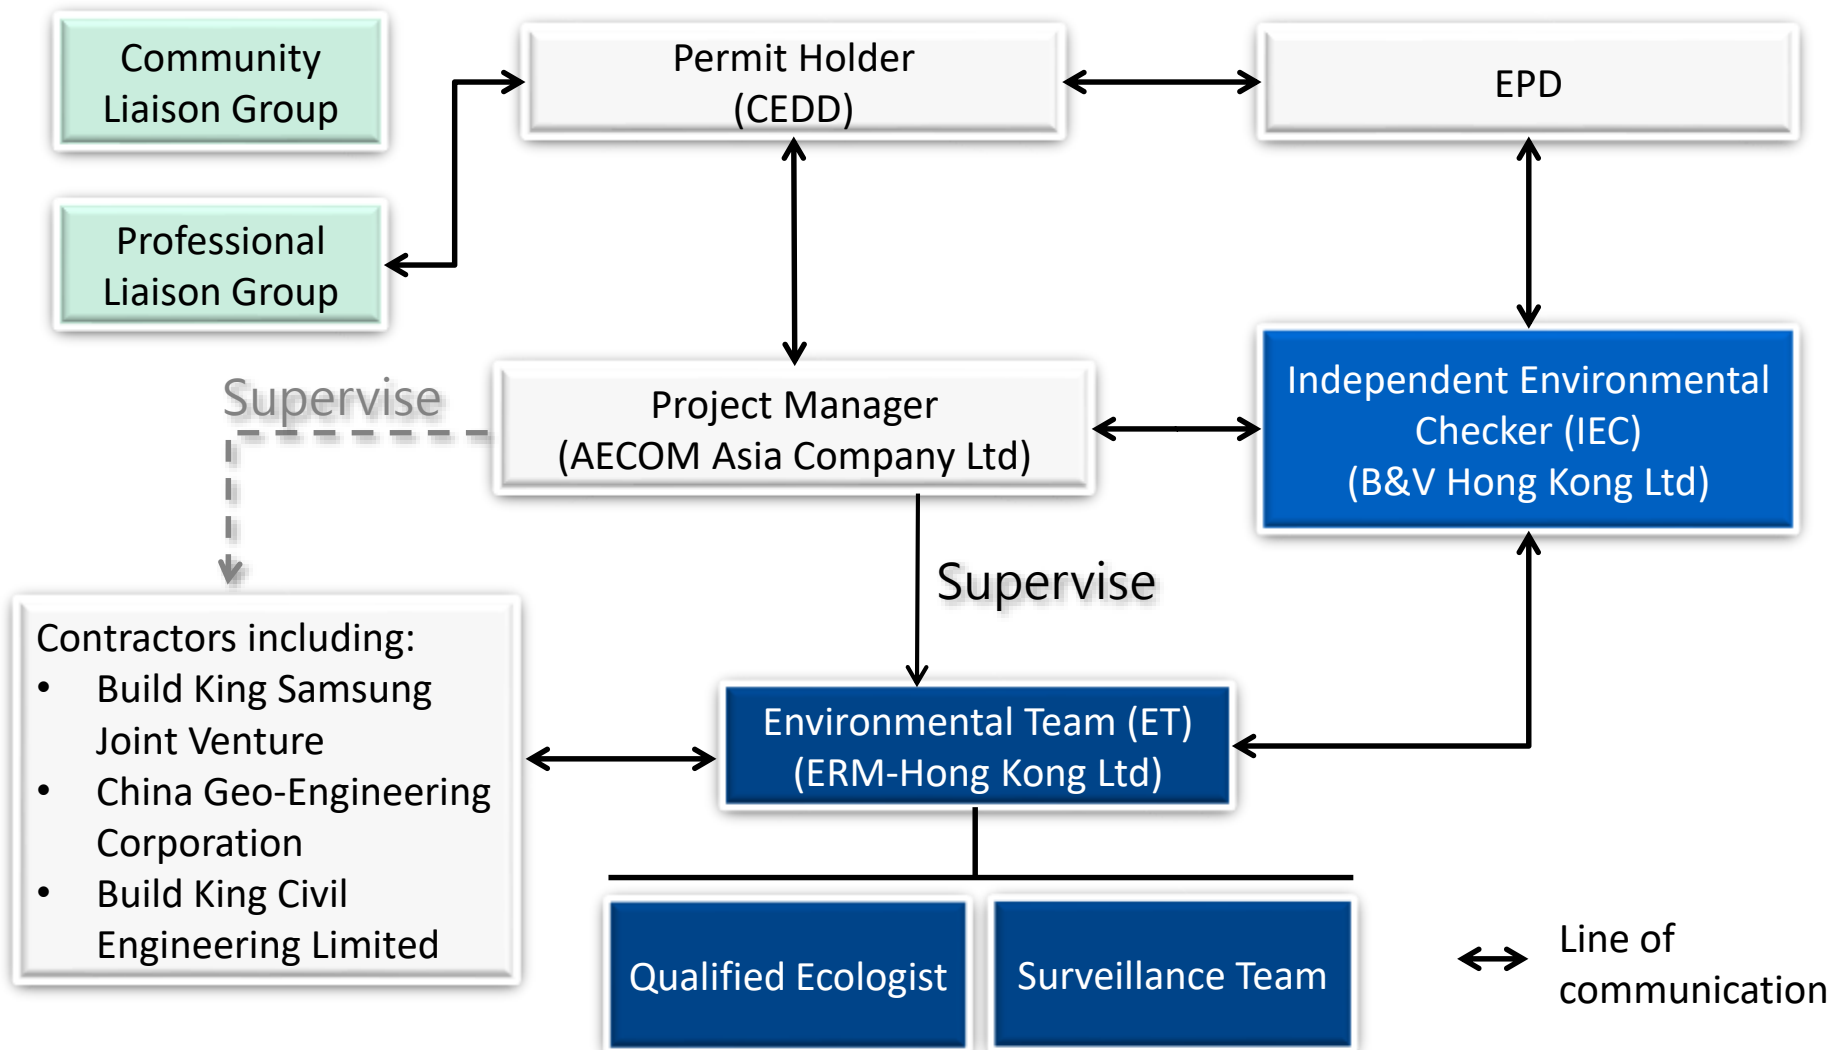 Community
Liaison Group
Permit Holder
(CEDD)
EPD
Professional
Liaison Group
Supervise
Project Manager
(AECOM Asia Company Ltd)
Independent Environmental
Checker (IEC)
(B&V Hong Kong Ltd)
Supervise
Contractors including:
• Build King Samsung
Joint Venture
• China Geo-Engineering
Corporation
• Build King Civil
Engineering Limited
Environmental Team (ET)
(ERM-Hong Kong Ltd)
Qualified Ecologist
Surveillance Team
Line of
communication